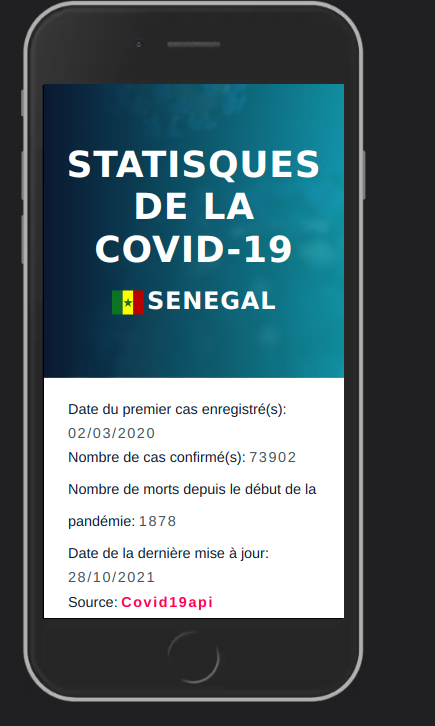 STATISQUES
DE LA
COVID-19
SENEGAL
Date du premier cas enregistré(s):
02/03/2020
Nombre de cas confirmé(s): 73902
Nombre de morts depuis le début de la
pandémie: 1878
Date de la dernière mise à jour:
28/10/2021
Source: Covid19api